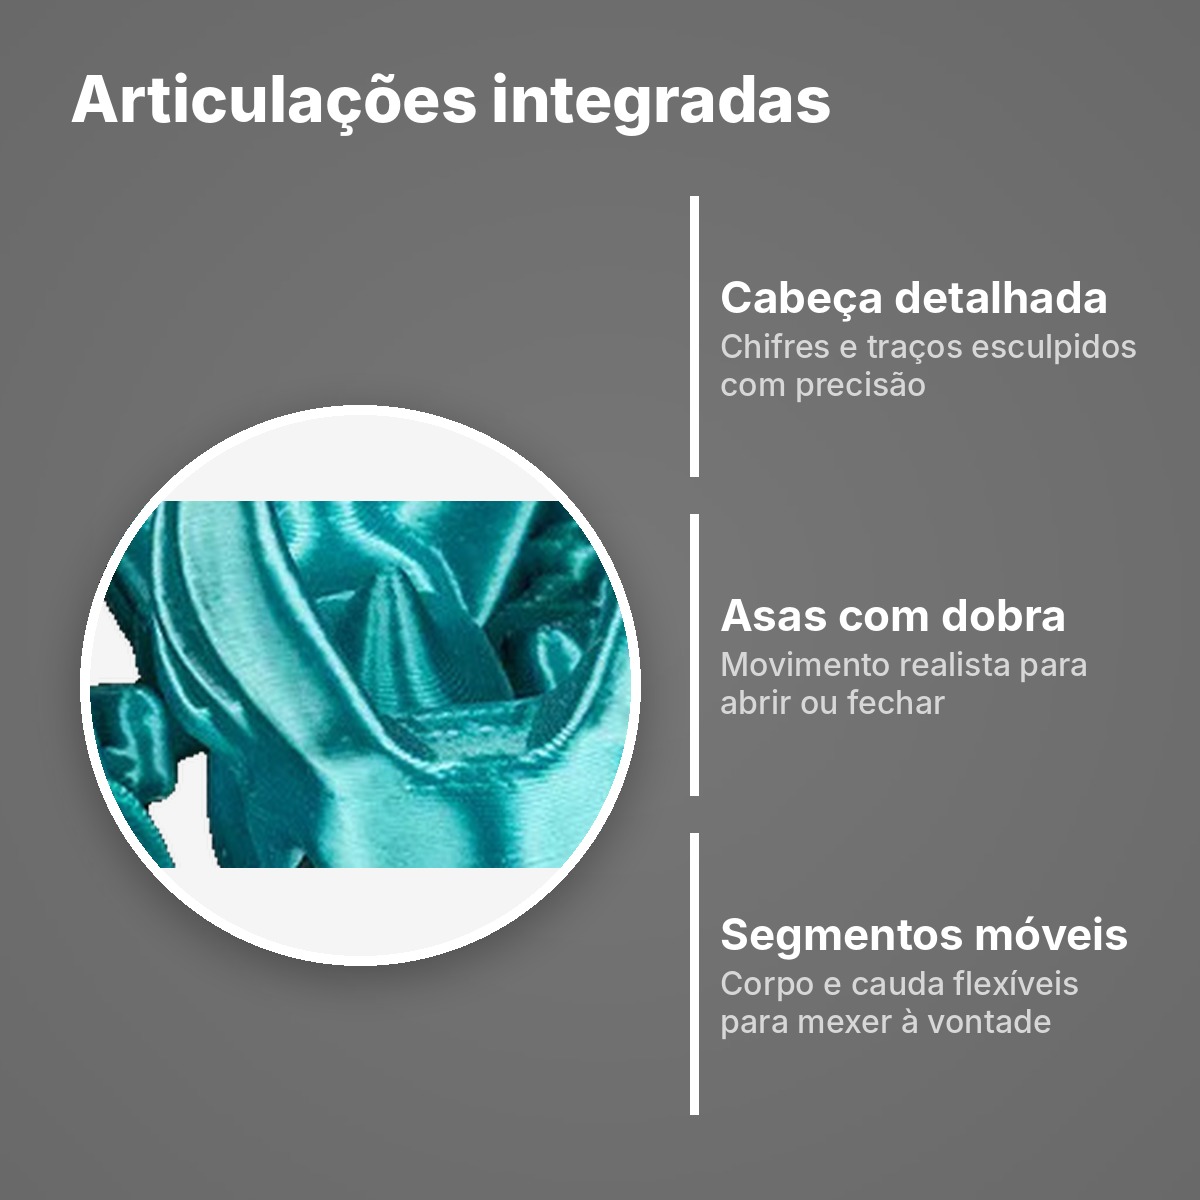 Articulações integradas
Cabeça detalhada
Chifres e traços esculpidos
com precisão
Asas com dobra
Movimento realista para
abrir ou fechar
Segmentos móveis
Corpo e cauda flexíveis
para mexer à vontade